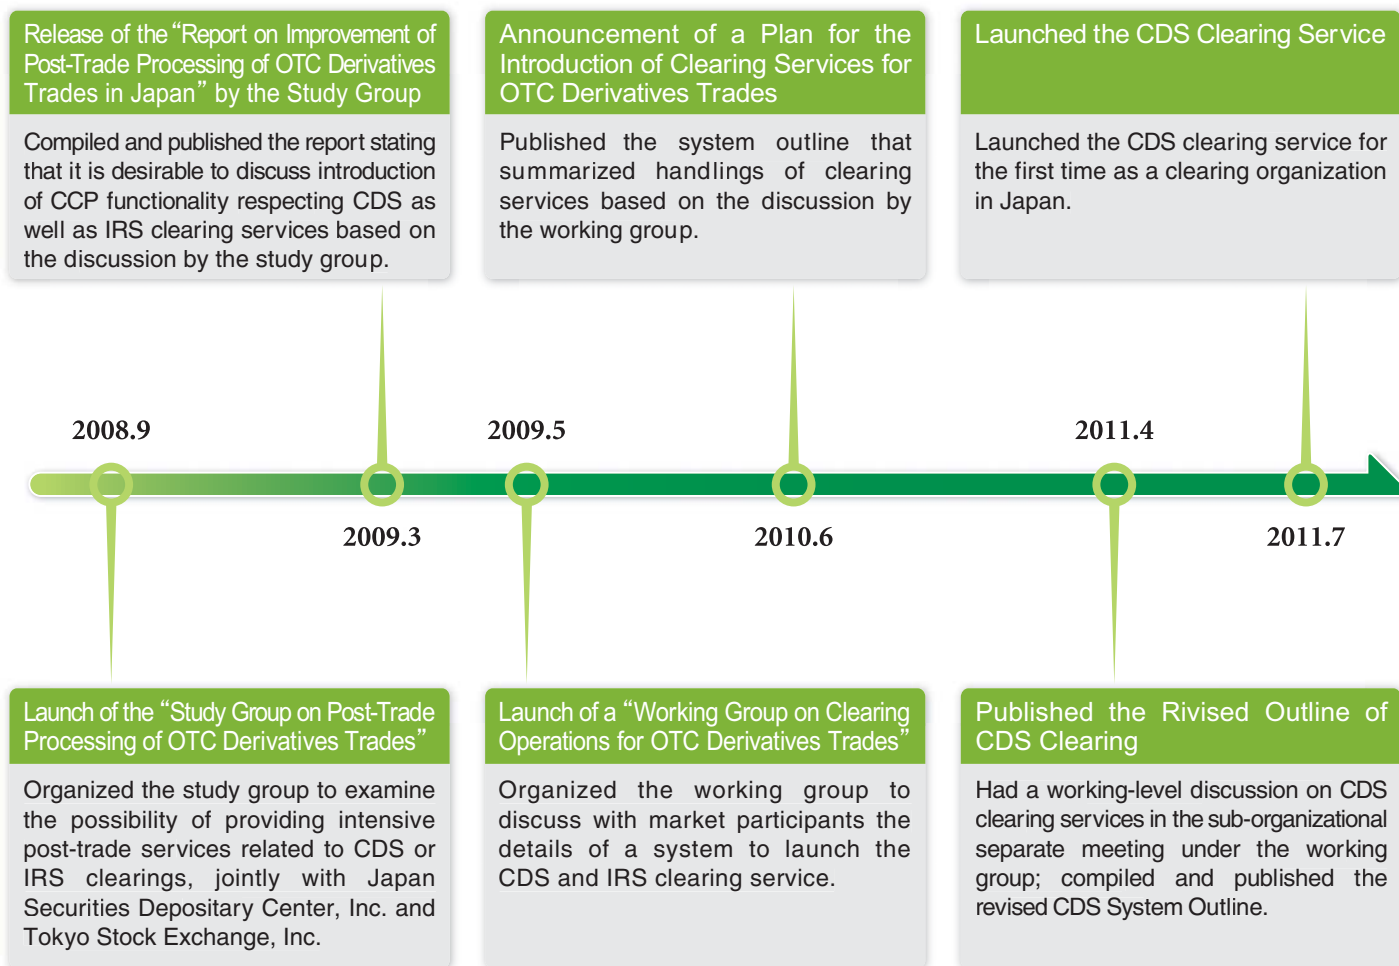 Release of the “Report on Improvement of
Post-Trade Processing of OTC Derivatives
Trades in Japan” by the Study Group
Compiled and published the report stating
that it is desirable to discuss introduction
of CCP functionality respecting CDS as
well as IRS clearing services based on
the discussion by the study group.
Announcement of a Plan for the
Introduction of Clearing Services for
OTC Derivatives Trades
Published the system outline that
summarized handlings of clearing
services based on the discussion by
the working group.
Launched the CDS Clearing Service
Launched the CDS clearing service for
the first time as a clearing organization
in Japan.
2008.9
2009.5
2011.4
2009.3
2010.6
2011.7
Launch of the “Study Group on Post-Trade
Processing of OTC Derivatives Trades”
Organized the study group to examine
the possibility of providing intensive
post-trade services related to CDS or
IRS clearings, jointly with Japan
Securities Depositary Center, Inc. and
Tokyo Stock Exchange, Inc.
Launch of a “Working Group on Clearing
Operations for OTC Derivatives Trades”
Organized the working group to
discuss with market participants the
details of a system to launch the
CDS and IRS clearing service.
Published the Rivised Outline of
CDS Clearing
Had a working-level discussion on CDS
clearing services in the sub-organizational
separate meeting under the working
group; compiled and published the
revised CDS System Outline.